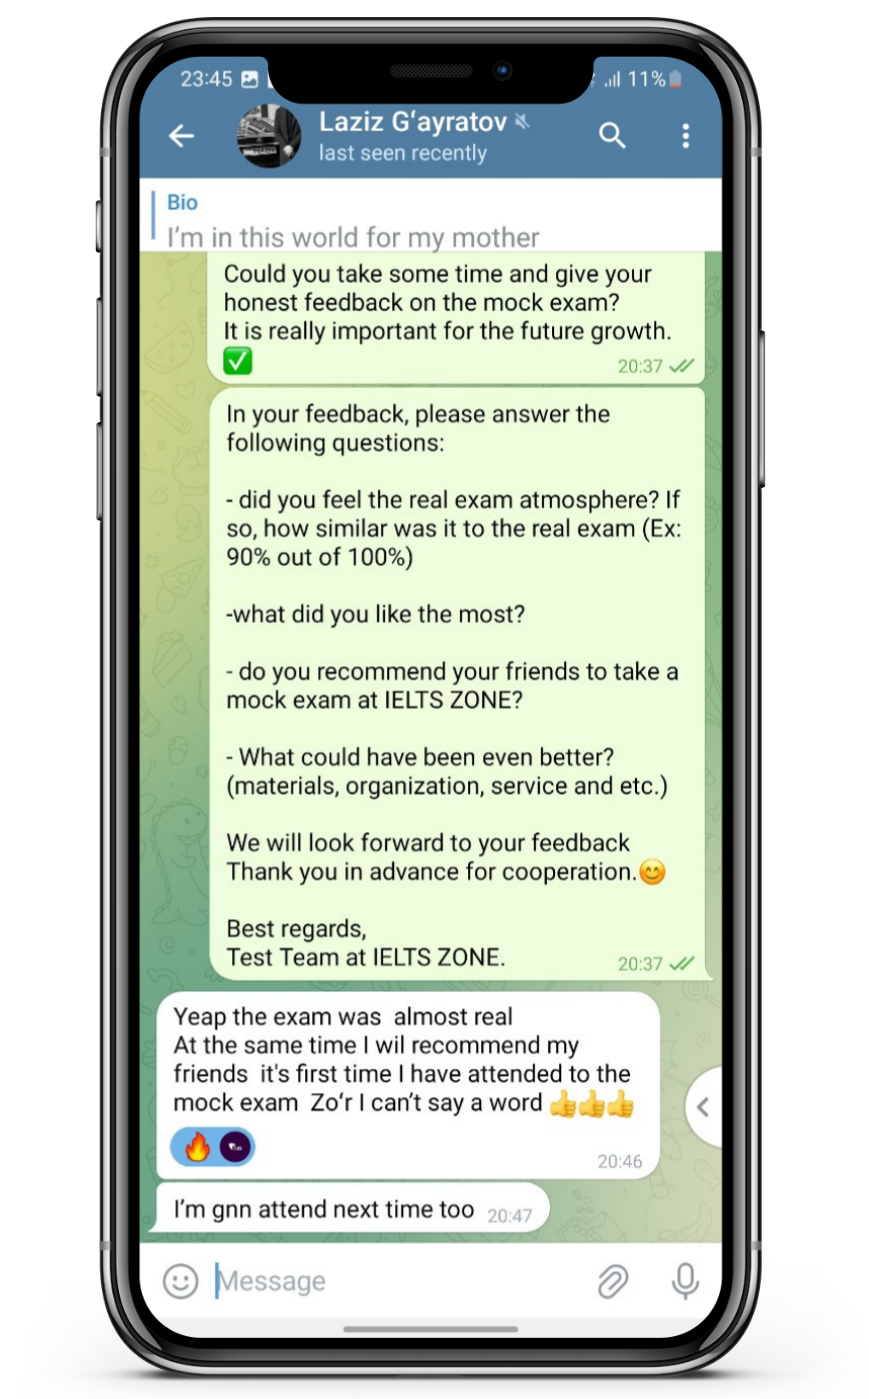 23:45
11%
Laziz Gʻayratov
last seen recently
Bio
I'm in this world for my mother
Could you take some time and give your
honest feedback on the mock exam?
It is really important for the future growth.
✅
20:37
In your feedback, please answer the
following questions:
- did you feel the real exam atmosphere? If
so, how similar was it to the real exam (Ex:
90% out of 100%)
-what did you like the most?
- do you recommend your friends to take a
mock exam at IELTS ZONE?
- What could have been even better?
(materials, organization, service and etc.)
We will look forward to your feedback
Thank you in advance for cooperation.😊
Best regards,
Test Team at IELTS ZONE.
20:37
Yeap the exam was  almost real
At the same time I wil recommend my
friends  it's first time I have attended to the
mock exam  Zoʻr I can't say a word 👍👍👍
🔥
20:46
I'm gnn attend next time too
20:47
Message